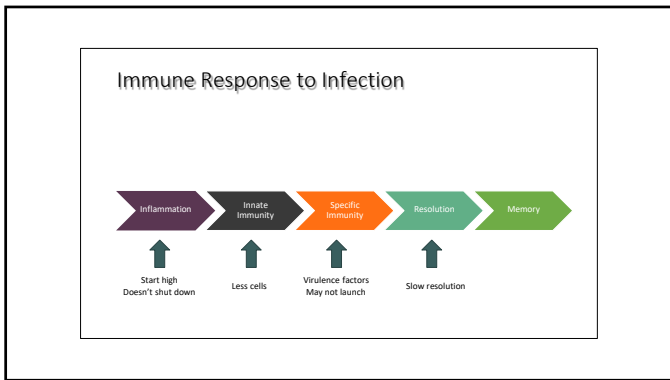 Immune Response to Infection
Inflammation
Innate
Immunity
Specific
Immunity
Resolution
Memory
Start high
Doesn't shut down
Less cells
Virulence factors
May not launch
Slow resolution